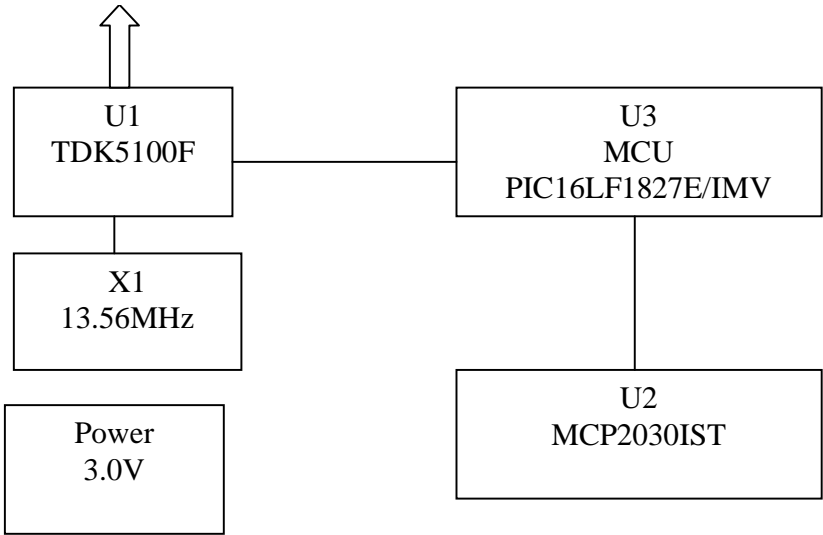 U1
TDK5100F
U3
MCU
PIC16LF1827E/IMV
X1
13.56MHz
U2
MCP2030IST
Power
3.0V